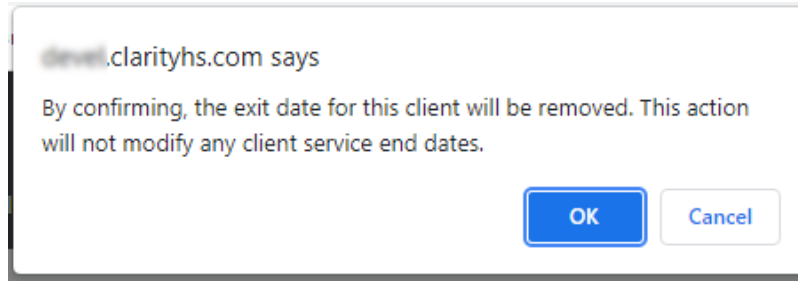 .clarityhs.com says
By confirming, the exit date for this client will be removed. This action
will not modify any client service end dates.
OK Cancel